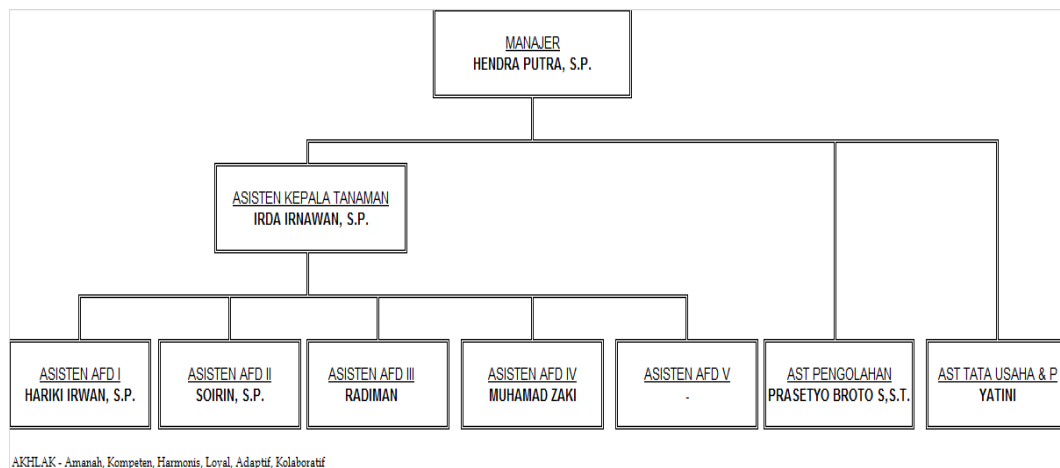 MANAJER
HENDRA PUTRA, S.P.
ASISTEN KEPALA TANAMAN
IRDA IRNAWAN, S.P.
ASISTEN AFD I
HARIKI IRWAN, S.P.
ASISTEN AFD II
SOIRIN, S.P.
ASISTEN AFD III
RADIMAN
ASISTEN AFD IV
MUHAMAD ZAKI
ASISTEN AFD V
-
AST PENGOLAHAN
PRASETYO BROTO S,S.T.
AST TATA USAHA & P
YATINI
AKHLAK - Amanah, Kompeten, Harmonis, Loyal, Adaptif, Kolaboratif